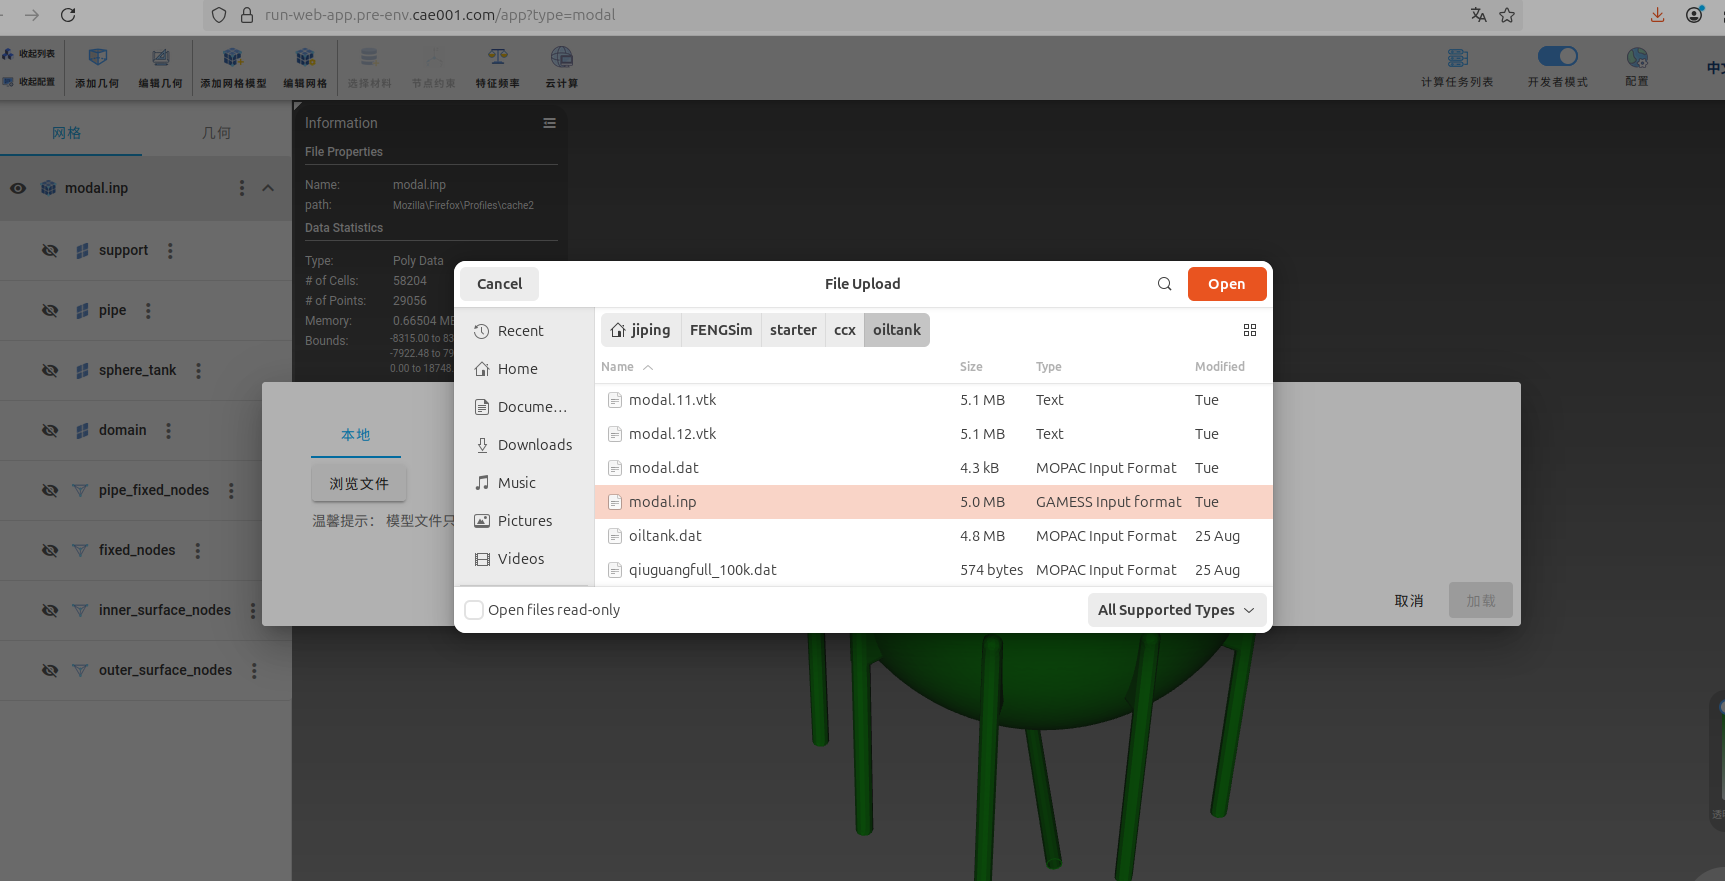 run-web-app.pre-env.cae001.com/app?type=modal
收起列表
收起配置
添加几何
编辑几何
添加网格模型
编辑网格
选择材料
节点约束
特征频率
云计算
计算任务列表
开发者模式
配置
网格
几何
modal.inp
support
pipe
sphere_tank
domain
pipe_fixed_nodes
fixed_nodes
inner_surface_nodes
outer_surface_nodes
Information
File Properties
Name: modal.inp
path: Mozilla\Firefox\Profiles\cache2
Data Statistics
Type: Poly Data
# of Cells: 58204
# of Points: 29056
Memory: 0.66504
Bounds: -8315.00 to
-7922.48 to
0.00 to 18748.
本地
浏览文件
温馨提示： 模型文件只
取消
加载
Cancel
File Upload
Open
Recent
Home
Docume…
Downloads
Music
Pictures
Videos
jiping FENGSim starter ccx oiltank
Name Size Type Modified
modal.11.vtk 5.1 MB Text Tue
modal.12.vtk 5.1 MB Text Tue
modal.dat 4.3 kB MOPAC Input Format Tue
modal.inp 5.0 MB GAMESS Input format Tue
oiltank.dat 4.8 MB MOPAC Input Format 25 Aug
qiuguangfull_100k.dat 574 bytes MOPAC Input Format 25 Aug
Open files read-only
All Supported Types